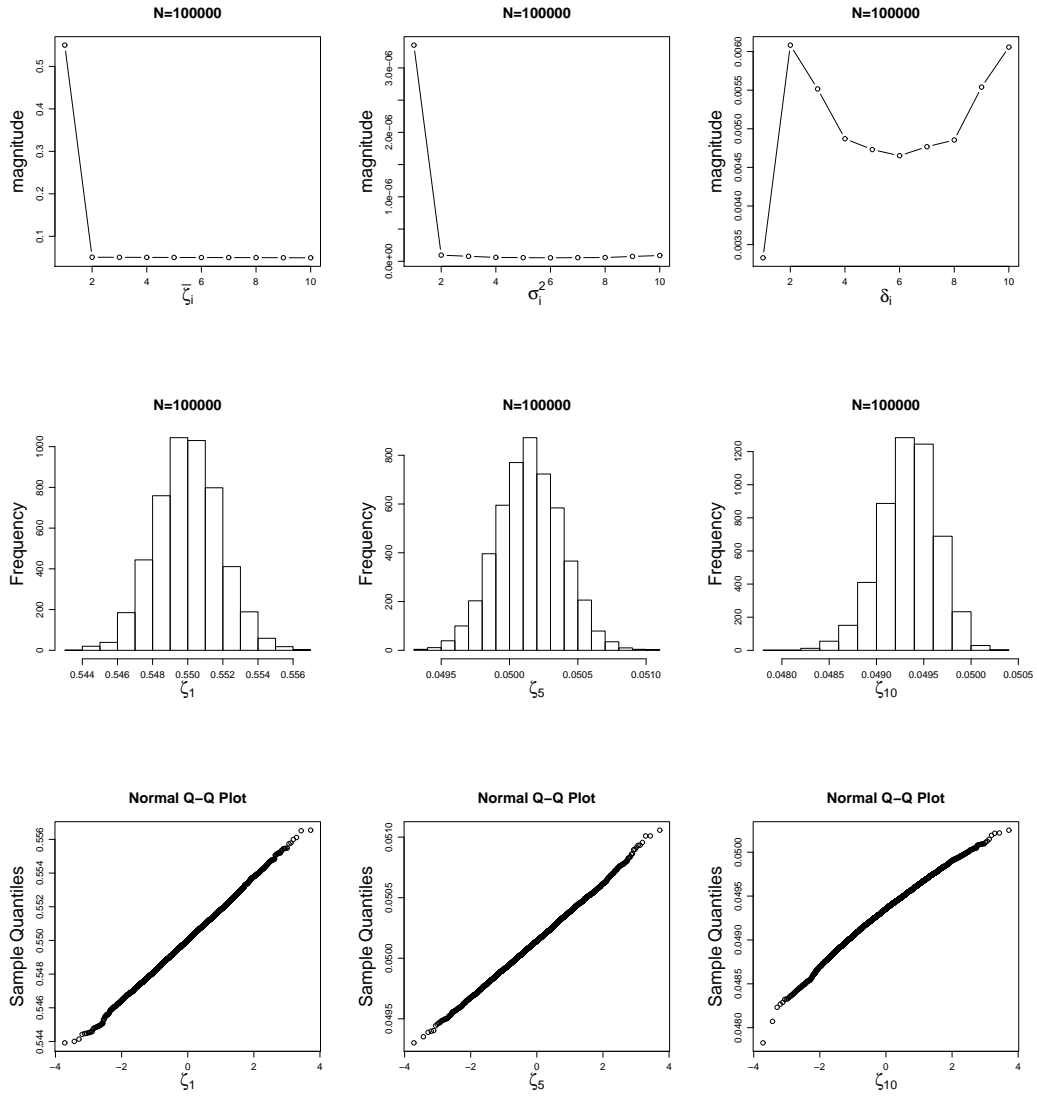 N=100000
magnitude
0.1 0.2 0.3 0.4 0.5
2 4 6 8 10
ζ̄i
N=100000
magnitude
0.0e+00 1.0e−06 2.0e−06 3.0e−06
2 4 6 8 10
σ²i
N=100000
magnitude
0.0035 0.0040 0.0045 0.0050 0.0055 0.0060
2 4 6 8 10
δi
N=100000
Frequency
0 200 400 600 800 1000
0.544 0.546 0.548 0.550 0.552 0.554 0.556
ζ1
N=100000
Frequency
0 200 400 600 800
0.0495 0.0500 0.0505 0.0510
ζ5
N=100000
Frequency
0 200 400 600 800 1000 1200
0.0480 0.0485 0.0490 0.0495 0.0500 0.0505
ζ10
Normal Q−Q Plot
Sample Quantiles
0.544 0.546 0.548 0.550 0.552 0.554 0.556
−4 −2 0 2 4
ζ1
Normal Q−Q Plot
Sample Quantiles
0.0495 0.0500 0.0505 0.0510
−4 −2 0 2 4
ζ5
Normal Q−Q Plot
Sample Quantiles
0.0480 0.0485 0.0490 0.0495 0.0500
−4 −2 0 2 4
ζ10